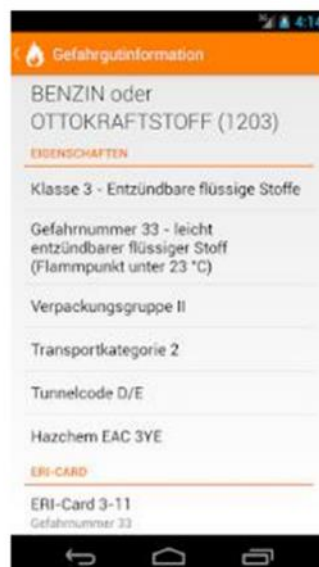 3G 4:14
Gefahrgutinformation
BENZIN oder
OTTOKRAFTSTOFF (1203)
EIGENSCHAFTEN
Klasse 3 - Entzündbare flüssige Stoffe
Gefahrnummer 33 - leicht
entzündbarer flüssiger Stoff
(Flammpunkt unter 23 °C)
Verpackungsgruppe II
Transportkategorie 2
Tunnelcode D/E
Hazchem EAC 3YE
ERI-CARD
ERI-Card 3-11
Gefahrnummer 33